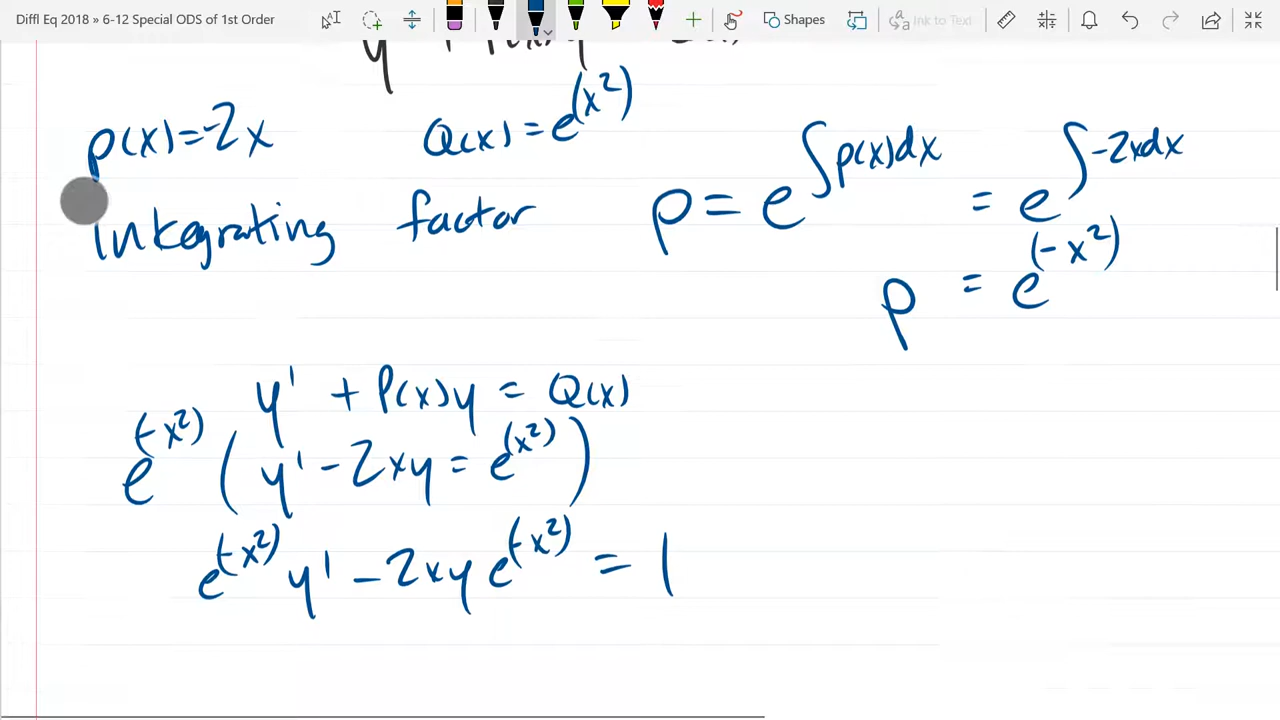 Diffl Eq 2018 » 6-12 Special ODS of 1st Order
Shapes
Ink to Text
p(x)=-2x Q(x) = e^(x²)
ρ = e^∫p(x)dx = e^∫-2xdx
Integrating factor
ρ = e^(-x²)
y' + P(x)y = Q(x)
e^(-x²) ( y' - 2xy = e^(x²) )
e^(-x²) y' - 2xy e^(-x²) = 1